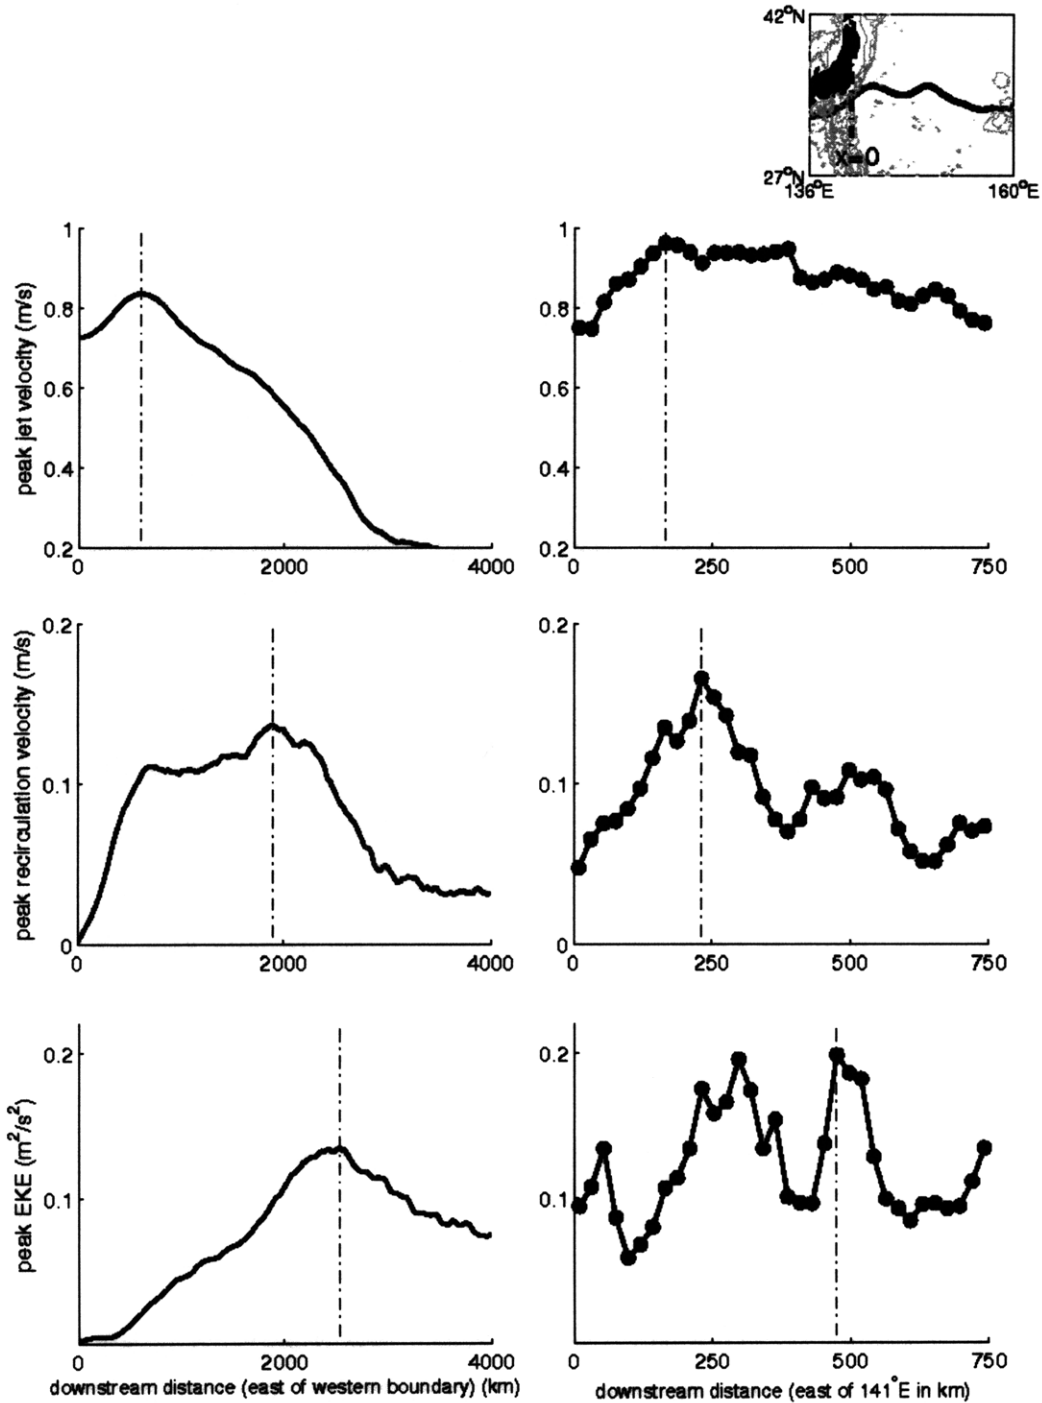 42°N
x=0
27°N
136°E 160°E
1 1
0.8 0.8
0.6 0.6
0.4 0.4
0.2 0.2
peak jet velocity (m/s)
0 2000 4000 0 250 500 750
0.2 0.2
0.1 0.1
0 0
peak recirculation velocity (m/s)
0 2000 4000 0 250 500 750
0.2 0.2
0.1 0.1
peak EKE (m²/s²)
0 2000 4000 0 250 500 750
downstream distance (east of western boundary) (km) downstream distance (east of 141°E in km)